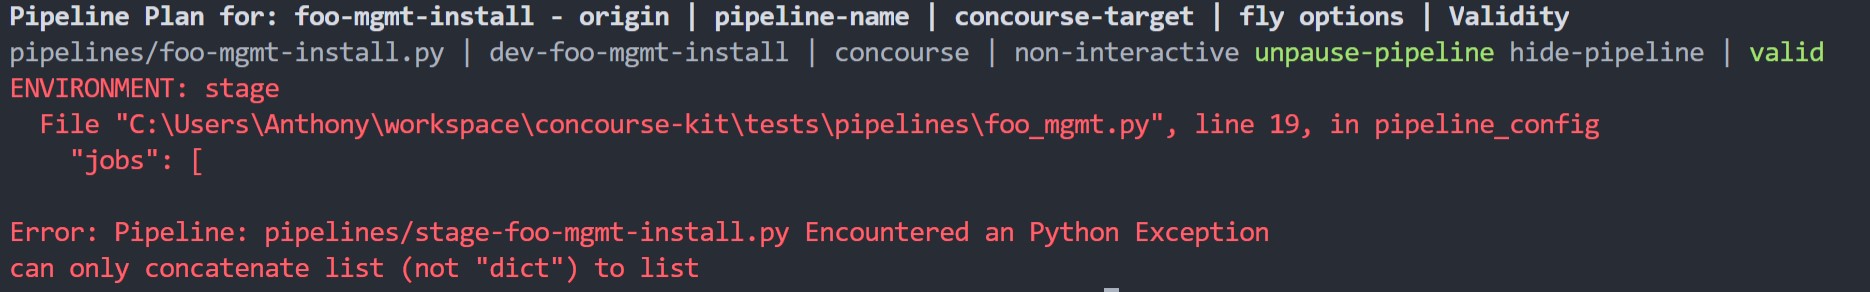 Pipeline Plan for: foo-mgmt-install - origin | pipeline-name | concourse-target | fly options | Validity
pipelines/foo-mgmt-install.py | dev-foo-mgmt-install | concourse | non-interactive unpause-pipeline hide-pipeline | valid
ENVIRONMENT: stage
  File "C:\Users\Anthony\workspace\concourse-kit\tests\pipelines\foo_mgmt.py", line 19, in pipeline_config
    "jobs": [
Error: Pipeline: pipelines/stage-foo-mgmt-install.py Encountered an Python Exception
can only concatenate list (not "dict") to list